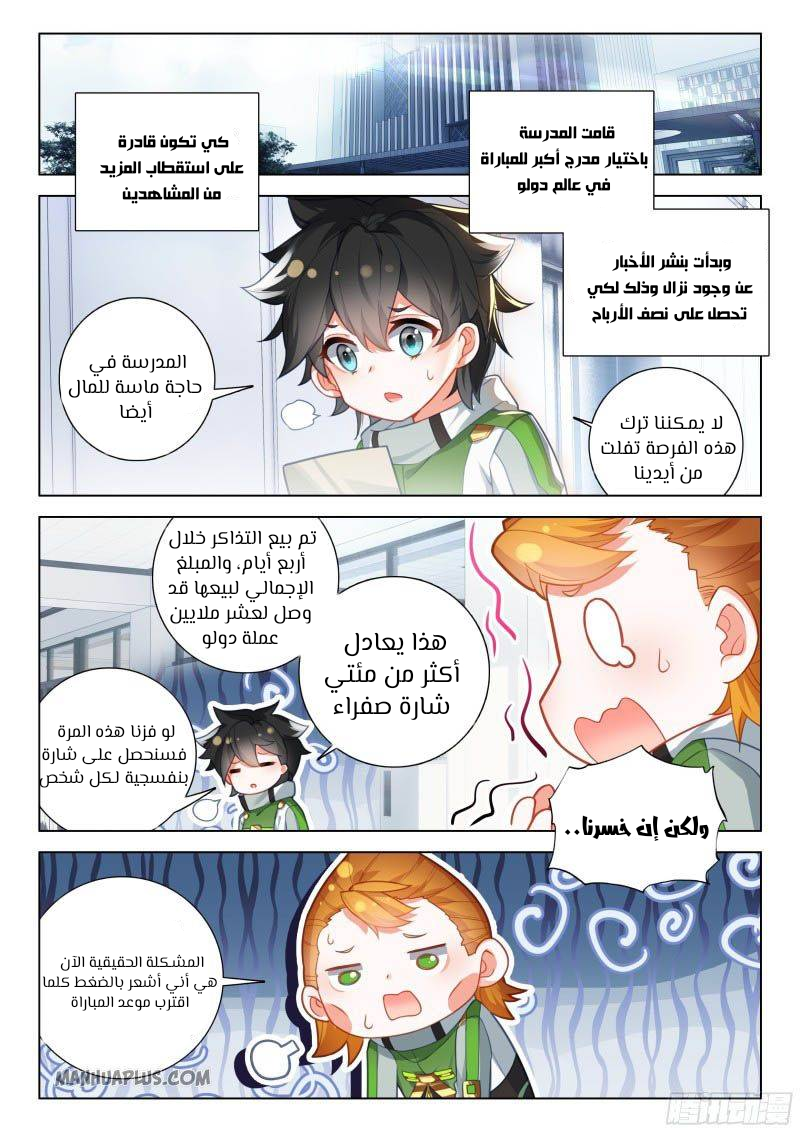 قامت المدرسة
باختيار مدرج أكبر للمباراة
في عالم دولو
كي تكون قادرة
على استقطاب المزيد
من المشاهدين
وبدأت بنشر الأخبار
عن وجود نزال وذلك لكي
تحصل على نصف الأرباح
لا يمكننا ترك
هذه الفرصة تفلت
من أيدينا
المدرسة في
حاجة ماسة للمال
أيضا
تم بيع التذاكر خلال
أربع أيام، والمبلغ
الإجمالي لبيعها قد
وصل لعشر ملايين
عملة دولو
هذا يعادل
أكثر من مئتي
شارة صفراء
لو فزنا هذه المرة
فسنحصل على شارة
بنفسجية لكل شخص
ولكن إن خسرنا..
المشكلة الحقيقية الآن
هي أني أشعر بالضغط كلما
اقترب موعد المباراة
MANHUAPLUS.COM
腾讯动漫